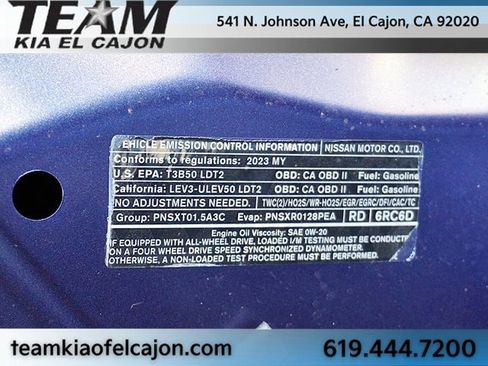 TEAM
KIA EL CAJON
541 N. Johnson Ave, El Cajon, CA 92020
EHICLE EMISSION CONTROL INFORMATION NISSAN MOTOR CO., LTD.
Conforms to regulations: 2023 MY
U.S. EPA: T3B50 LDT2 OBD: CA OBD II Fuel: Gasoline
California: LEV3-ULEV50 LDT2 OBD: CA OBD II Fuel: Gasoline
NO ADJUSTMENTS NEEDED. TWC(2)/HO2S/WR-HO2S/EGR/EGRC/DFI/CAC/TC
Group: PNSXT01.5A3C Evap: PNSXR0128PEA RD 6RC6D
Engine Oil Viscosity: SAE 0W-20
IF EQUIPPED WITH ALL-WHEEL DRIVE, LOADED I/M TESTING MUST BE CONDUCTED
ON A FOUR WHEEL DRIVE SPEED SYNCHRONIZED DYNAMOMETER.
OTHERWISE, A NON-LOADED TEST PROCEDURE MUST BE PERFORMED.
teamkiaofelcajon.com 619.444.7200